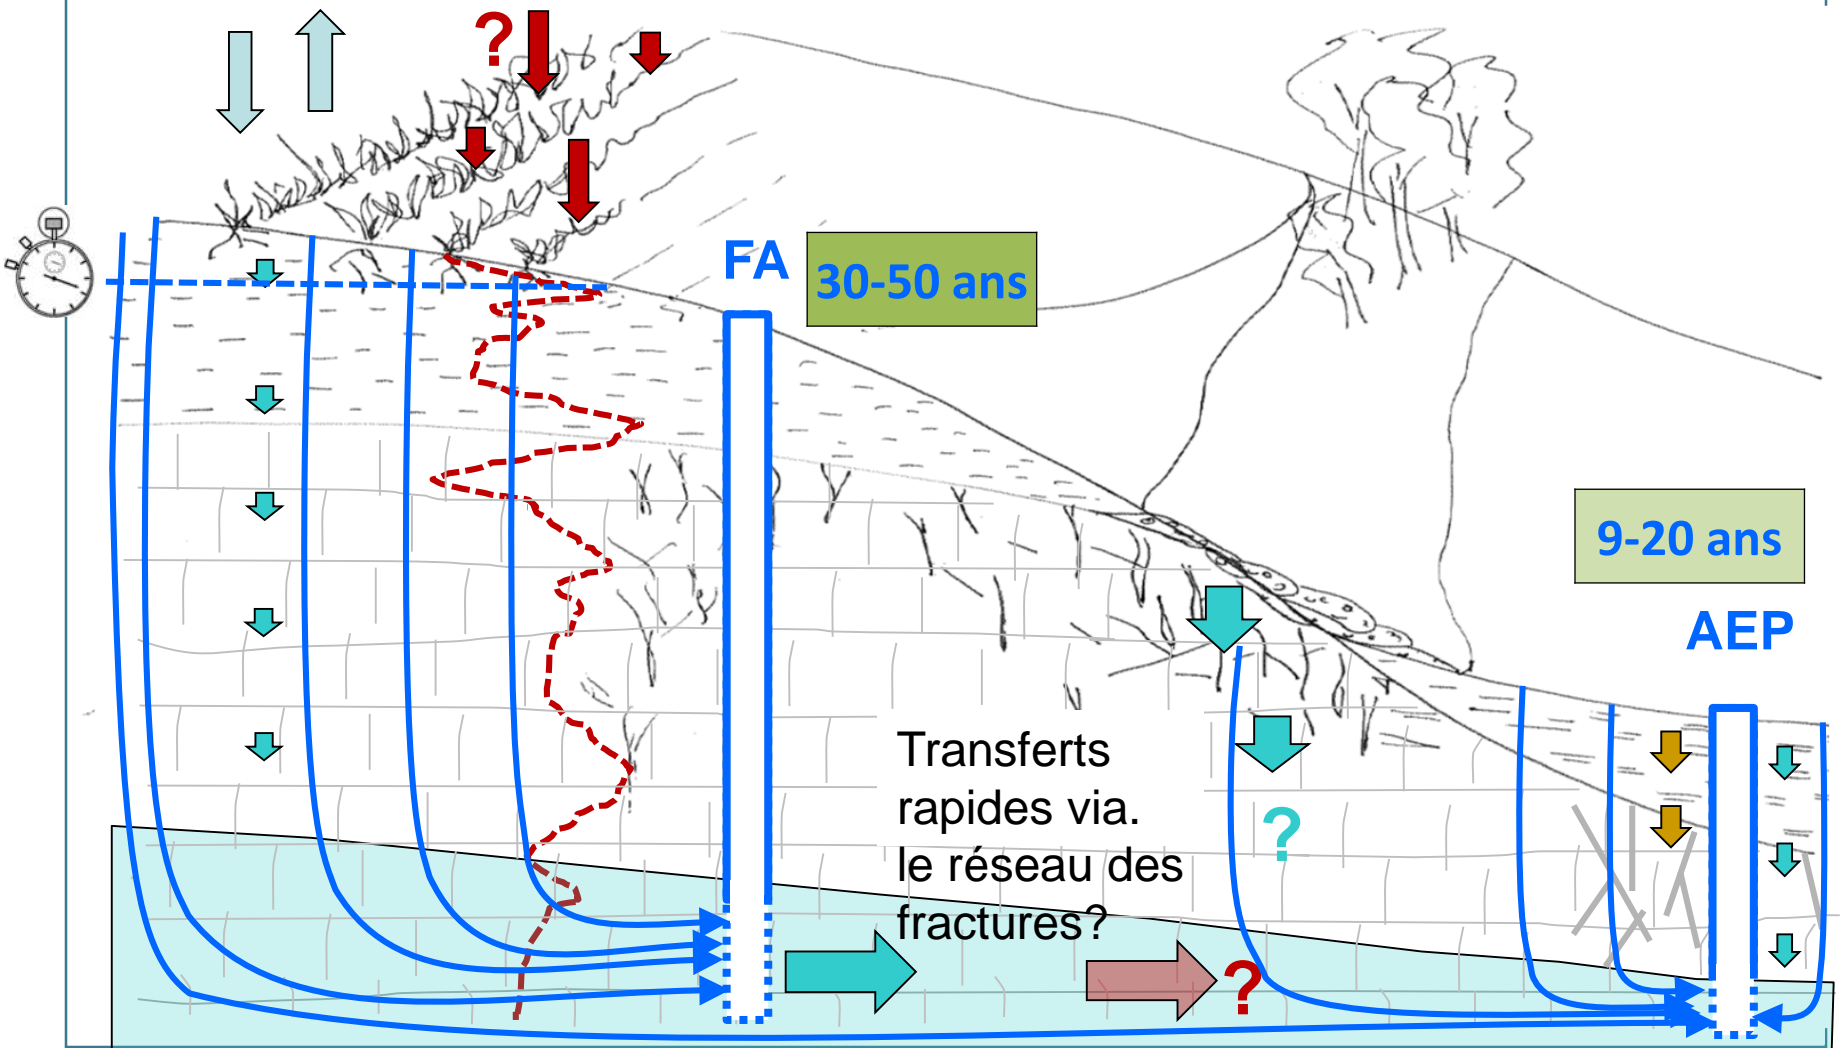 ?
FA
30-50 ans
9-20 ans
AEP
Transferts
rapides via.
le réseau des
fractures?
?
?